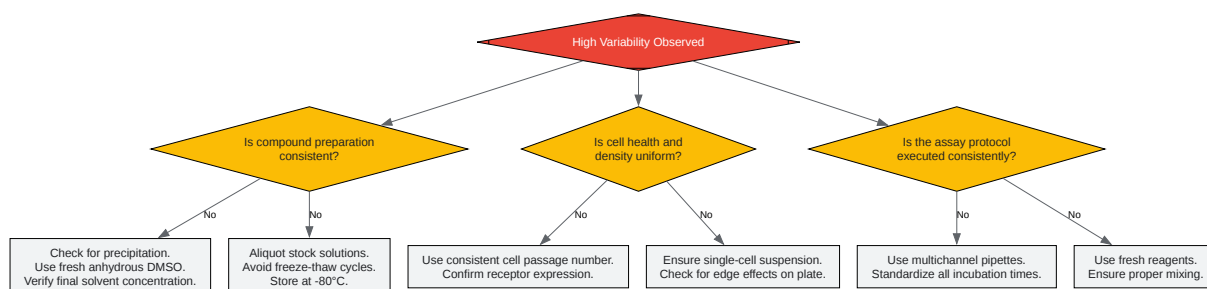 High Variability Observed
Is compound preparation
consistent?
Is cell health and
density uniform?
Is the assay protocol
executed consistently?
No
No
No
No
No
No
Check for precipitation.
Use fresh anhydrous DMSO.
Verify final solvent concentration.
Aliquot stock solutions.
Avoid freeze-thaw cycles.
Store at -80°C.
Use consistent cell passage number.
Confirm receptor expression.
Ensure single-cell suspension.
Check for edge effects on plate.
Use multichannel pipettes.
Standardize all incubation times.
Use fresh reagents.
Ensure proper mixing.